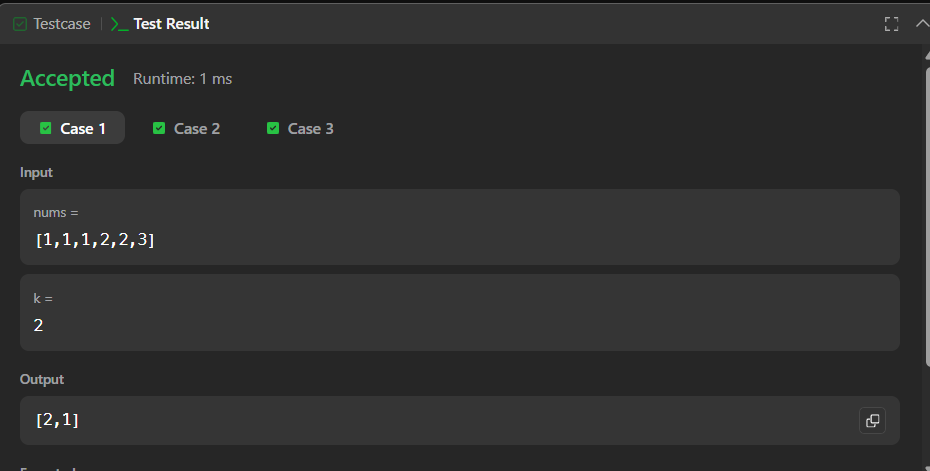 Testcase | >_ Test Result
Accepted Runtime: 1 ms
Case 1 Case 2 Case 3
Input
nums =
[1,1,1,2,2,3]
k =
2
Output
[2,1]